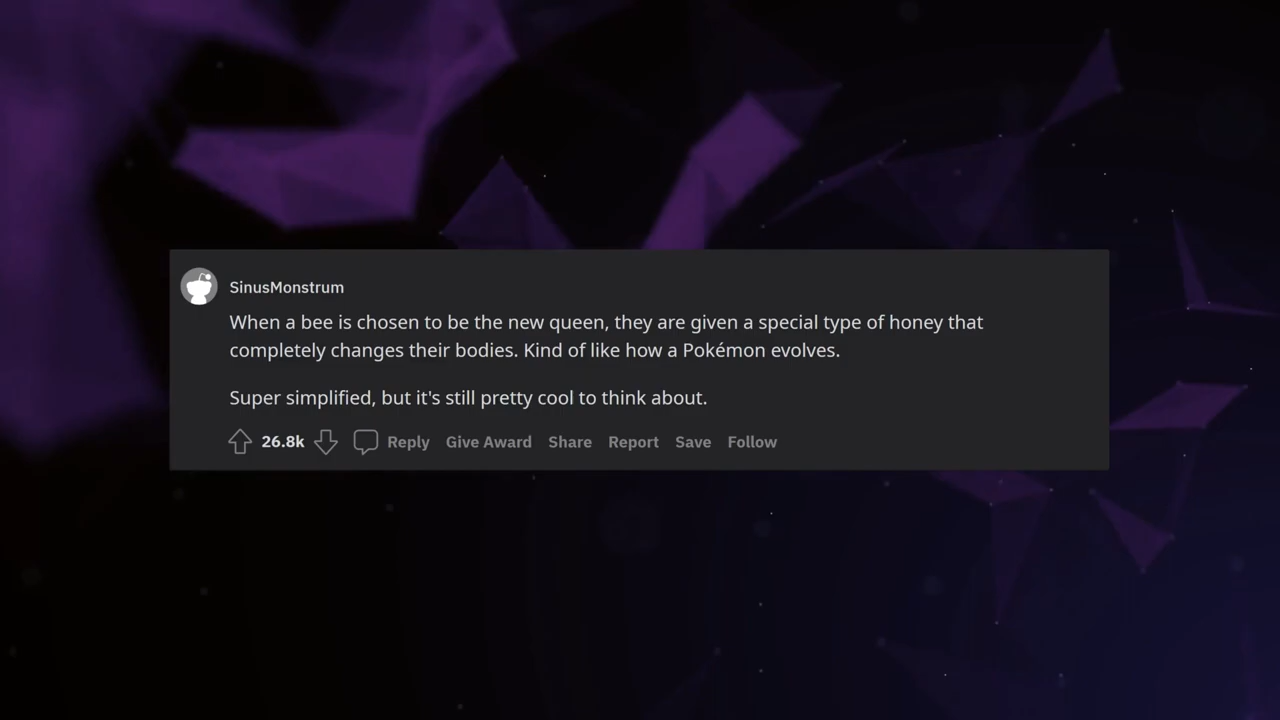 SinusMonstrum
When a bee is chosen to be the new queen, they are given a special type of honey that
completely changes their bodies. Kind of like how a Pokémon evolves.
Super simplified, but it's still pretty cool to think about.
26.8k Reply Give Award Share Report Save Follow